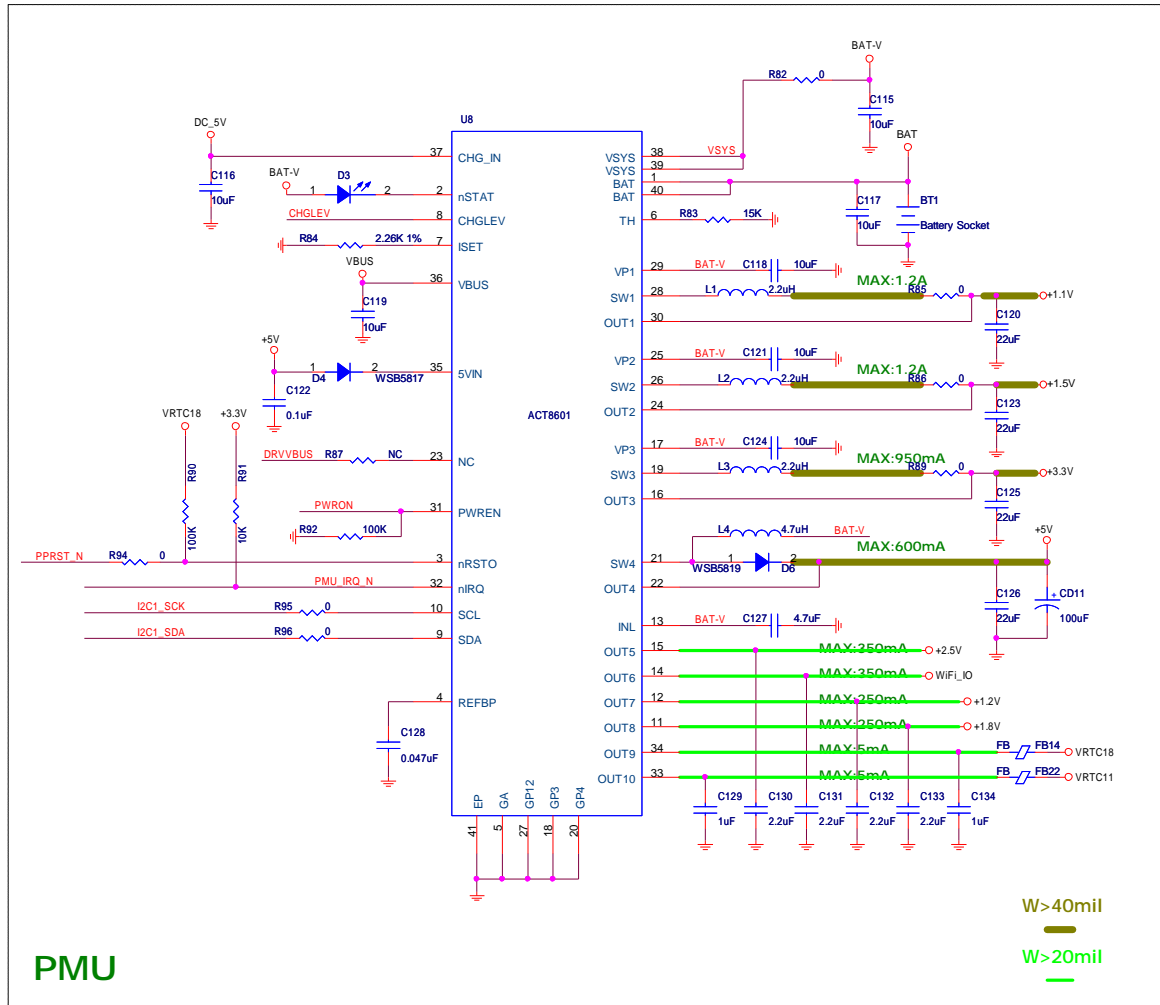 BAT-V
R82 0
C115
10uF
U8
DC_5V
BAT
37 CHG_IN
VSYS 38 VSYS
VSYS 39
BAT 1
BAT 40
C116
10uF
BAT-V
D3
1 2
2 nSTAT
CHGLEV
8 CHGLEV
TH 6 R83 15K
C117
10uF
BT1
Battery Socket
R84 2.26K 1%
7 ISET
VBUS
36 VBUS
C119
10uF
VP1 29 BAT-V C118 10uF
MAX:1.2A
SW1 28 L1 2.2uH R85 0 +1.1V
OUT1 30
C120
22uF
+5V
1 2
D4 WSB5817
35 5VIN
C122
0.1uF
VP2 25 BAT-V C121 10uF
MAX:1.2A
SW2 26 L2 2.2uH R86 0 +1.5V
OUT2 24
C123
22uF
ACT8601
VRTC18
+3.3V
R90
100K
R91
10K
DRVVBUS R87 NC
23 NC
VP3 17 BAT-V C124 10uF
MAX:950mA
SW3 19 L3 2.2uH R89 0 +3.3V
OUT3 16
C125
22uF
PWRON
31 PWREN
R92 100K
L4 4.7uH BAT-V
+5V
MAX:600mA
PPRST_N R94 0
3 nRSTO
SW4 21 WSB5819 1 2 D6
OUT4 22
C126
22uF
CD11
+
100uF
PMU_IRQ_N
32 nIRQ
I2C1_SCK R95 0
10 SCL
I2C1_SDA R96 0
9 SDA
INL 13 BAT-V C127 4.7uF
OUT5 15 MAX:350mA +2.5V
OUT6 14 MAX:350mA WiFi_IO
OUT7 12 MAX:250mA +1.2V
OUT8 11 MAX:250mA +1.8V
OUT9 34 MAX:5mA FB FB14 VRTC18
OUT10 33 MAX:5mA FB FB22 VRTC11
4 REFBP
C128
0.047uF
C129
1uF
C130
2.2uF
C131
2.2uF
C132
2.2uF
C133
2.2uF
C134
1uF
EP GA GP12 GP3 GP4
41 5 27 18 20
W>40mil
W>20mil
PMU